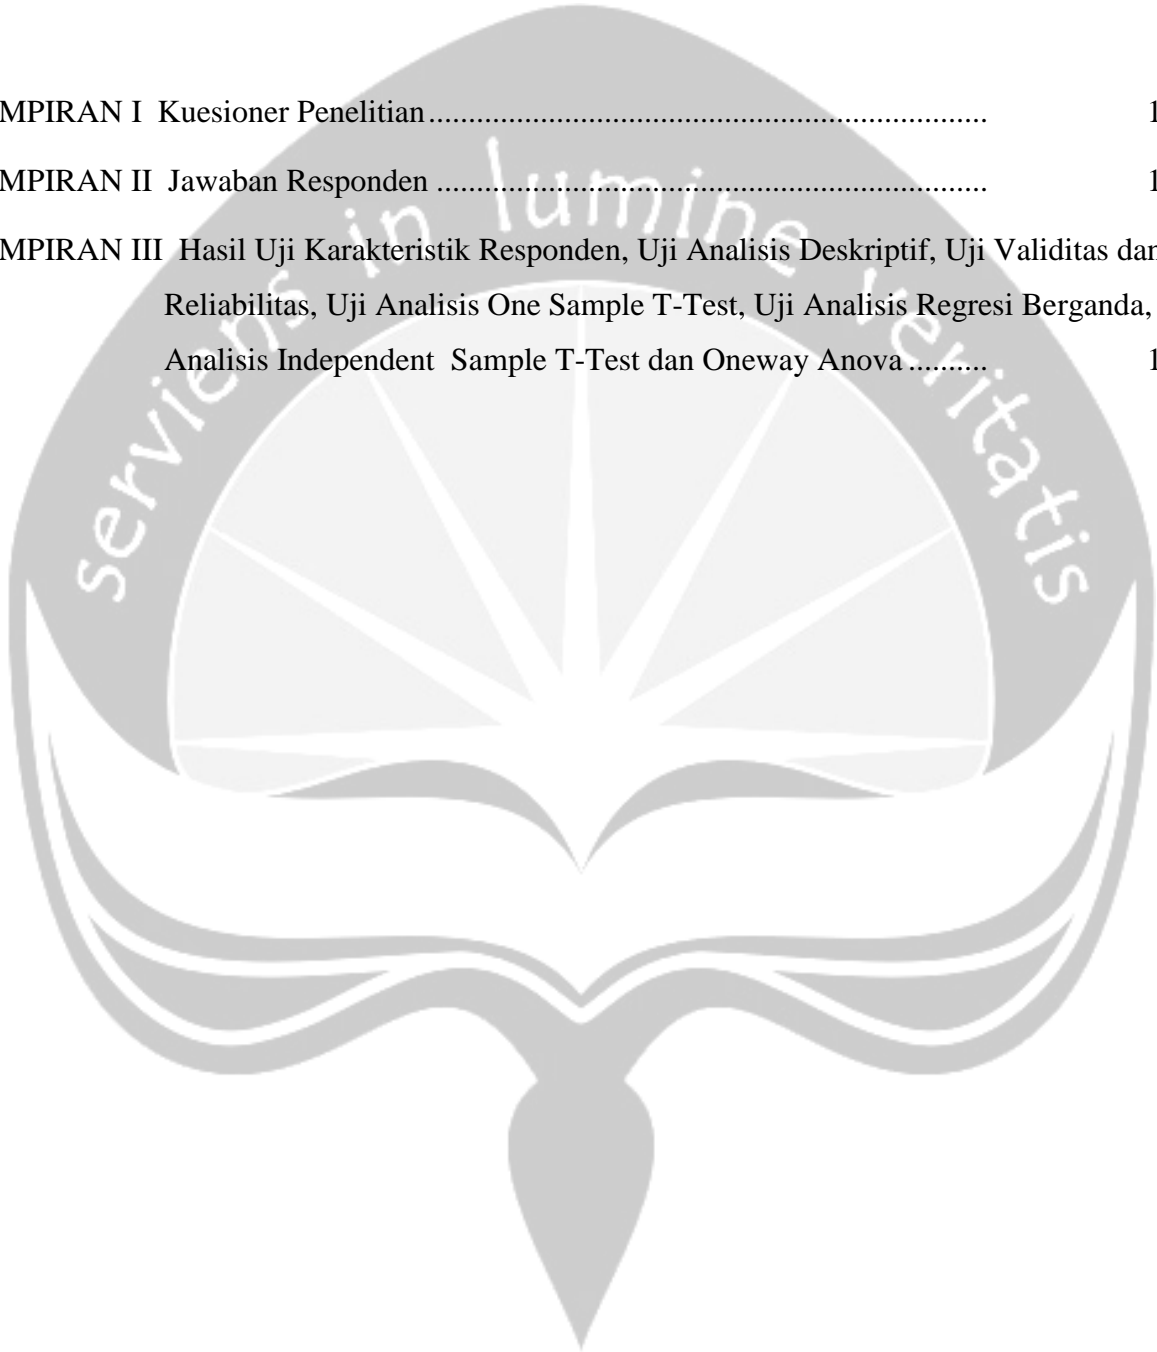 MPIRAN I Kuesioner Penelitian ...................................................................... 1
MPIRAN II Jawaban Responden ..................................................................... 1
MPIRAN III Hasil Uji Karakteristik Responden, Uji Analisis Deskriptif, Uji Validitas dan
Reliabilitas, Uji Analisis One Sample T-Test, Uji Analisis Regresi Berganda,
Analisis Independent Sample T-Test dan Oneway Anova .......... 1
serviens in lumine veritatis